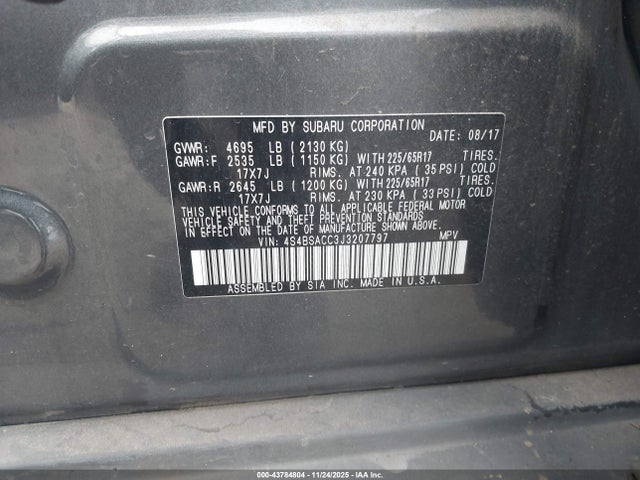 MFD BY SUBARU CORPORATION
DATE: 08/17
GVWR: 4695 LB ( 2130 KG)
GAWR:F 2535 LB ( 1150 KG) WITH 225/65R17 TIRES.
17X7J RIMS. AT 240 KPA ( 35 PSI) COLD
GAWR:R 2645 LB ( 1200 KG) WITH 225/65R17 TIRES.
17X7J RIMS. AT 230 KPA ( 33 PSI) COLD
THIS VEHICLE CONFORMS TO ALL APPLICABLE FEDERAL MOTOR
VEHICLE SAFETY, BUMPER, AND THEFT PREVENTION STANDARDS
IN EFFECT ON THE DATE OF MANUFACTURE SHOWN ABOVE.
VIN: 4S4BSACC3J3207797 MPV
ASSEMBLED BY SIA INC. MADE IN U.S.A.
000-43784804 - 11/24/2025 - IAA Inc.